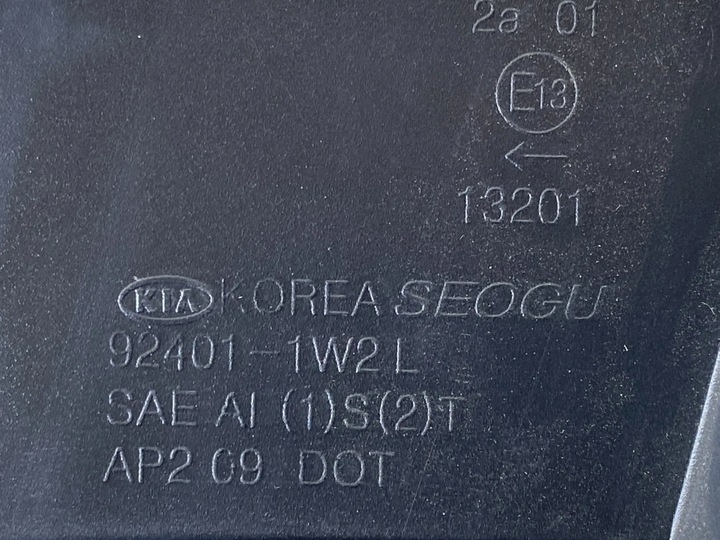 2a 01
E13
←
13201
KIA KOREA SEOGU
92401-1W2 L
SAE AI (1)S(2)T
AP2 09 DOT